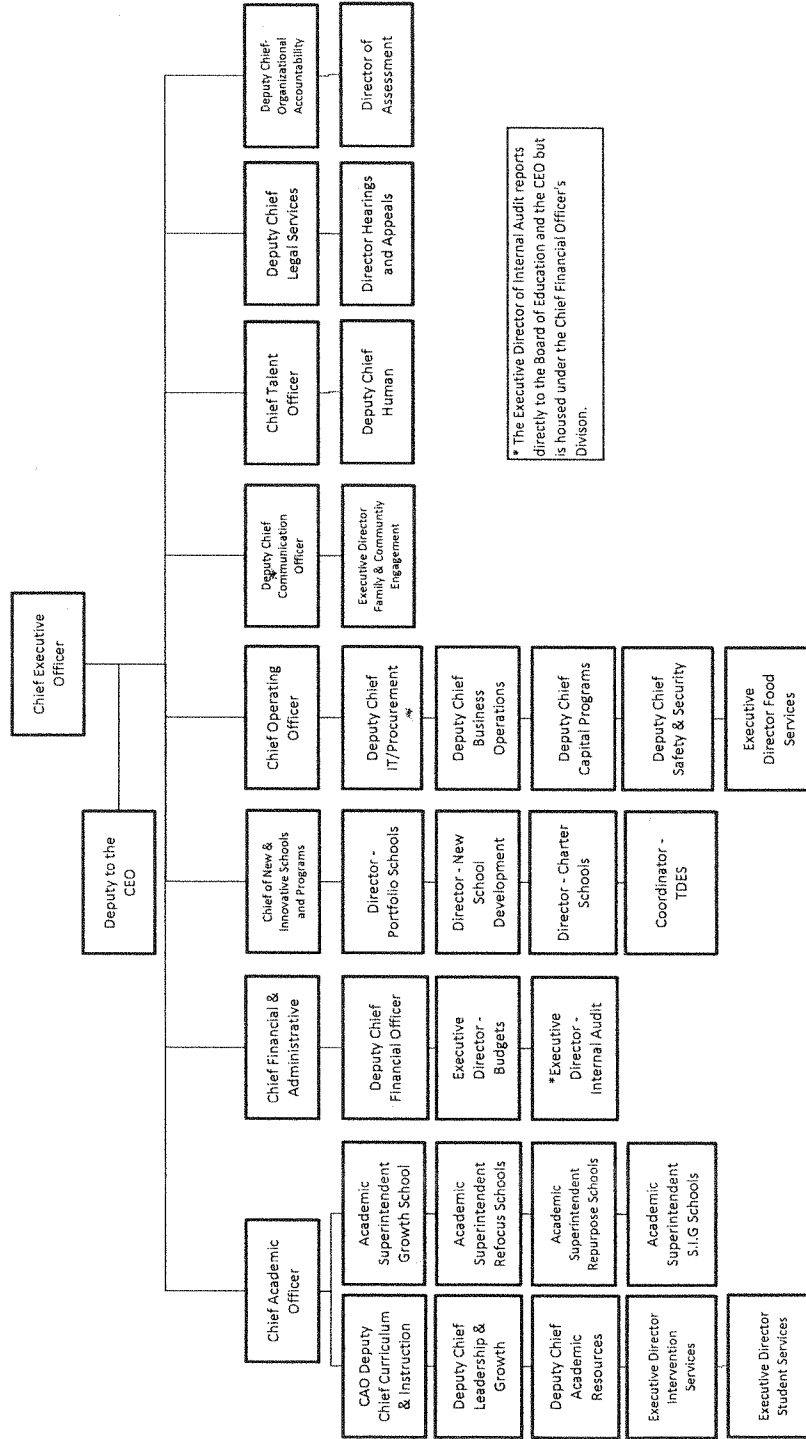 Chief Executive
Officer
Deputy to the
CEO
Chief Academic
Officer
CAO Deputy
Chief Curriculum
& Instruction
Deputy Chief
Leadership &
Growth
Deputy Chief
Academic
Resources
Executive Director
Intervention
Services
Executive Director
Student Services
Academic
Superintendent
Growth School
Academic
Superintendent
Refocus Schools
Academic
Superintendent
Repurpose Schools
Academic
Superintendent
S.I.G Schools
Chief Financial &
Administrative
Deputy Chief
Financial Officer
Executive
Director -
Budgets
*Executive
Director -
Internal Audit
Chief of New &
Innovative Schools
and Programs
Director -
Portfolio Schools
Director - New
School
Development
Director - Charter
Schools
Coordinator -
TDES
Chief Operating
Officer
Deputy Chief
IT/Procurement
Deputy Chief
Business
Operations
Deputy Chief
Capital Programs
Deputy Chief
Safety & Security
Executive
Director Food
Services
Deputy Chief
Communication
Officer
Executive Director
Family & Communtiy
Engagement
Chief Talent
Officer
Deputy Chief
Human
Deputy Chief
Legal Services
Director Hearings
and Appeals
Deputy Chief-
Organizational
Accountability
Director of
Assessment
* The Executive Director of Internal Audit reports
directly to the Board of Education and the CEO but
is housed under the Chief Financial Officer's
Divison.